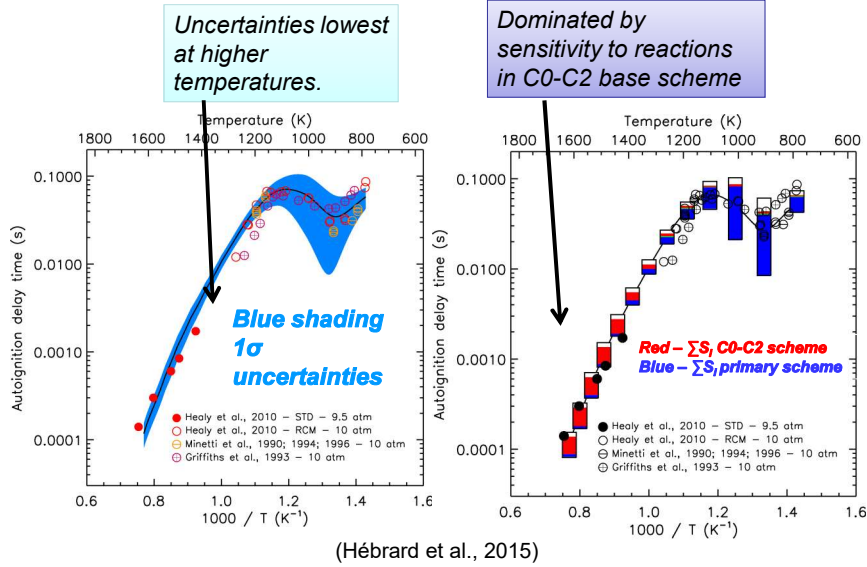 Uncertainties lowest
at higher
temperatures.
Dominated by
sensitivity to reactions
in C0-C2 base scheme
Temperature (K)
1800 1600 1400 1200 1000 800 600
Autoignition delay time (s)
0.1000
0.0100
0.0010
0.0001
Blue shading
1σ
uncertainties
Healy et al., 2010 – STD – 9.5 atm
Healy et al., 2010 – RCM – 10 atm
Minetti et al., 1990; 1994; 1996 – 10 atm
Griffiths et al., 1993 – 10 atm
0.6 0.8 1.0 1.2 1.4 1.6
1000 / T (K⁻¹)
Temperature (K)
1800 1600 1400 1200 1000 800 600
Autoignition delay time (s)
0.1000
0.0100
0.0010
0.0001
Red – ∑Sᵢ C0-C2 scheme
Blue – ∑Sᵢ primary scheme
Healy et al., 2010 – STD – 9.5 atm
Healy et al., 2010 – RCM – 10 atm
Minetti et al., 1990; 1994; 1996 – 10 atm
Griffiths et al., 1993 – 10 atm
0.6 0.8 1.0 1.2 1.4 1.6
1000 / T (K⁻¹)
(Hébrard et al., 2015)